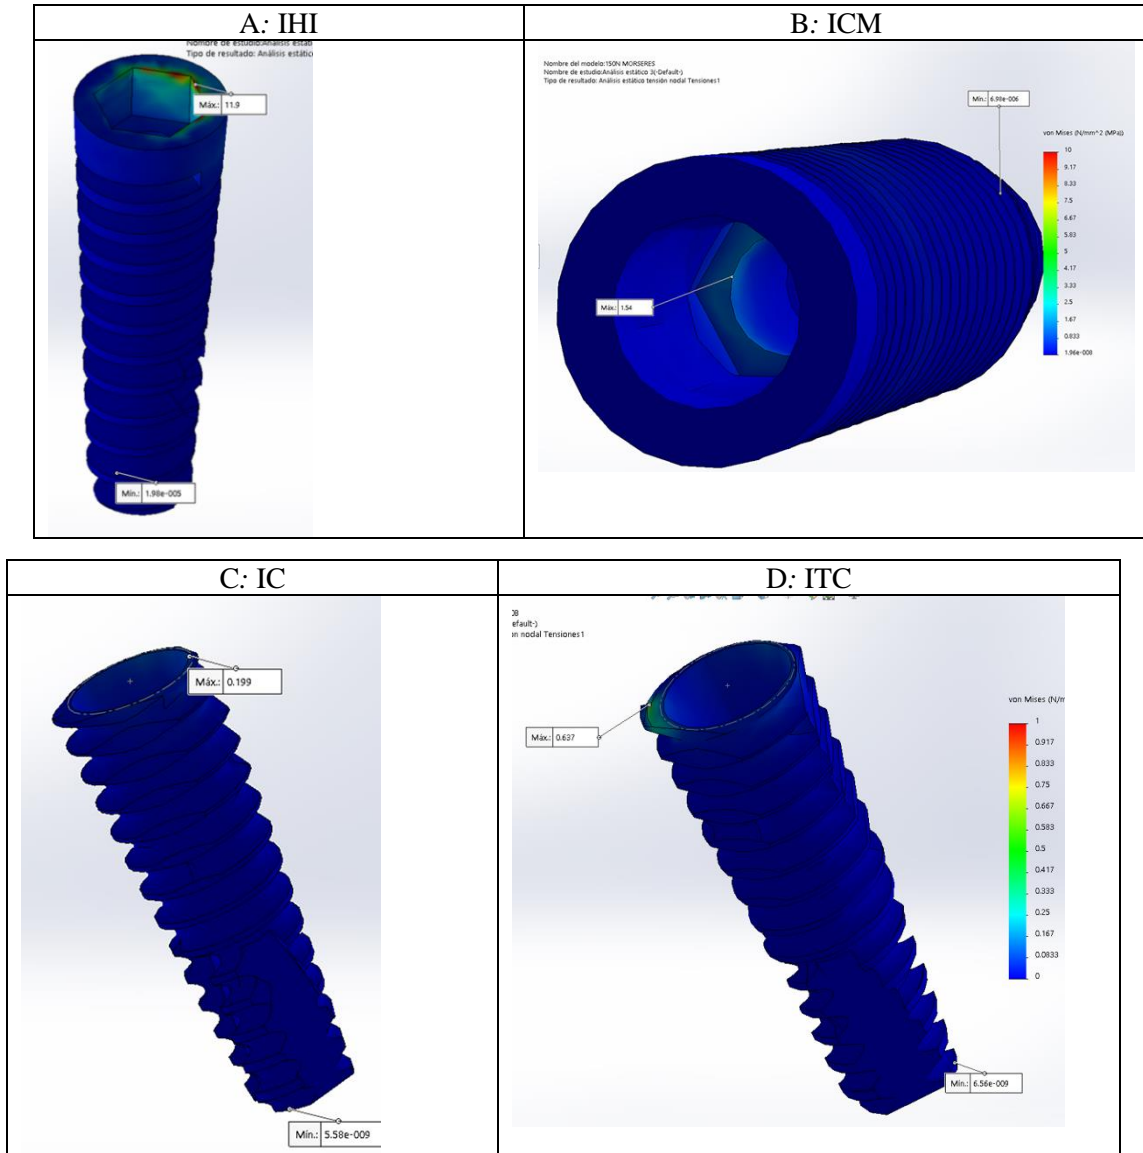 A: IHI
Nombre de estudio:Análisis estáb
Tipo de resultado: Análisis estátic
Máx.: 11.9
Mín.: 1.98e-005
B: ICM
Nombre del modelo:150N MORSERES
Nombre de estudio:Análisis estático 3(-Default-)
Tipo de resultado: Análisis estático tensión nodal Tensiones1
Mín.: 6.98e-006
von Mises (N/mm^2 (MPa))
10
9.17
8.33
7.5
6.67
5.83
5
4.17
3.33
2.5
1.67
0.833
1.96e-008
Máx.: 1.54
C: IC
Máx.: 0.199
Mín.: 5.58e-009
D: ITC
efault-)
on nodal Tensiones1
von Mises (N/m
1
0.917
0.833
0.75
0.667
0.583
0.5
0.417
0.333
0.25
0.167
0.0833
0
Máx.: 0.637
Mín.: 6.56e-009